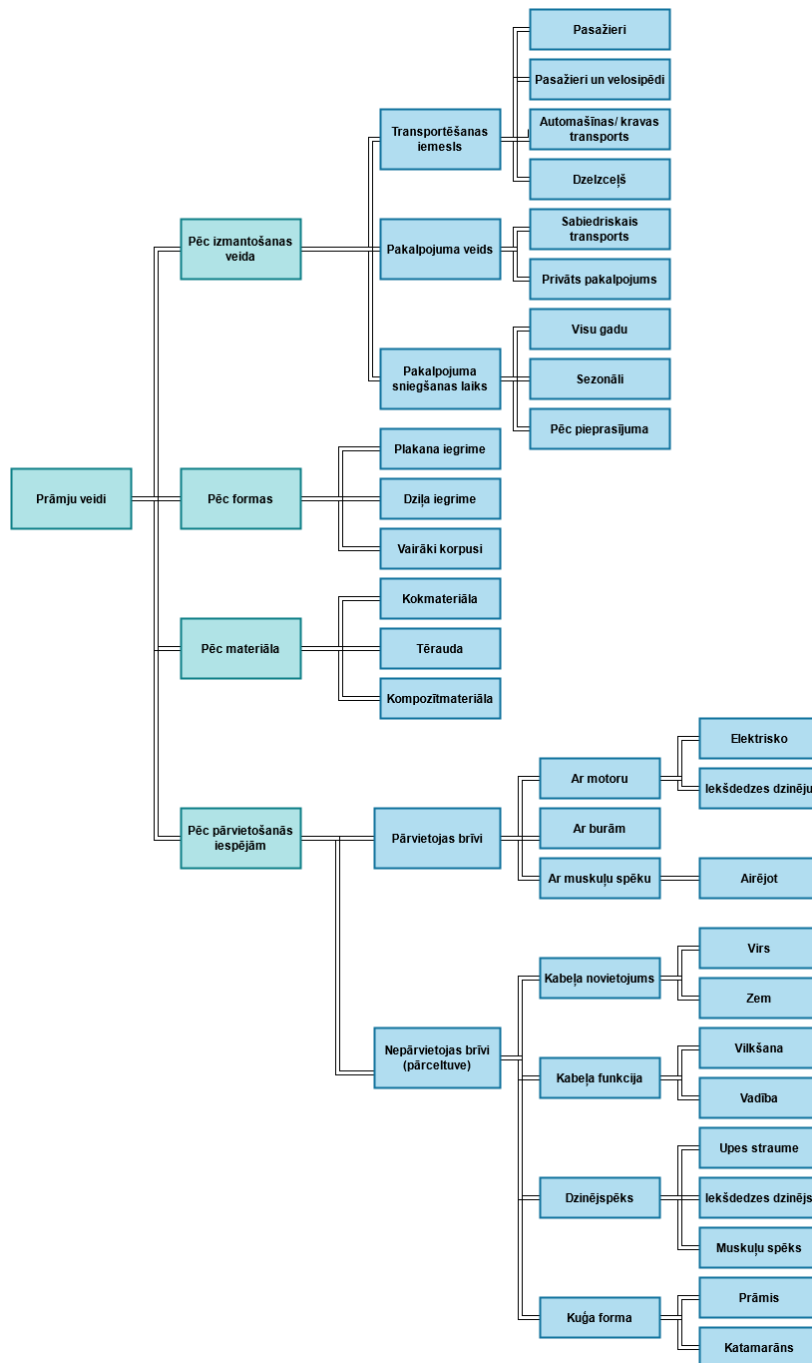 Prāmju veidi
Pēc izmantošanas
veida
Transportēšanas
iemesls
Pasažieri
Pasažieri un velosipēdi
Automašīnas/ kravas
transports
Dzelzceļš
Pakalpojuma veids
Sabiedriskais
transports
Privāts pakalpojums
Pakalpojuma
sniegšanas laiks
Visu gadu
Sezonāli
Pēc pieprasījuma
Pēc formas
Plakana iegrime
Dziļa iegrime
Vairāki korpusi
Pēc materiāla
Kokmateriāla
Tērauda
Kompozītmateriāla
Pēc pārvietošanās
iespējām
Pārvietojas brīvi
Ar motoru
Elektrisko
Iekšdedzes dzinēju
Ar burām
Ar muskuļu spēku
Airējot
Nepārvietojas brīvi
(pārceltuve)
Kabeļa novietojums
Virs
Zem
Kabeļa funkcija
Vilkšana
Vadība
Dzinējspēks
Upes straume
Iekšdedzes dzinējs
Muskuļu spēks
Kuģa forma
Prāmis
Katamarāns